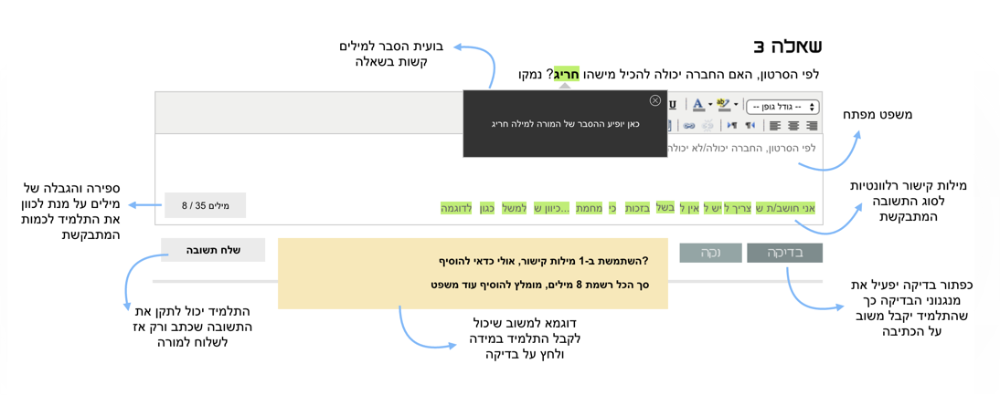 שאלה 3
בועית הסבר למילים
קשות בשאלה
לפי הסרטון, האם החברה יכולה להכיל מישהו חריג? נמקו
-- גודל גופן --
A
ab
U
כאן יופיע ההסבר של המורה למילה חריג
משפט מפתח
לפי הסרטון, החברה יכולה/לא יכולה
מילות קישור רלוונטיות
לסוג התשובה
המתבקשת
ספירה והגבלה של
מילים על מנת לכוון
את התלמיד לכמות
המתבקשת
8 / 35 מילים
אני חושב/ת ש צריך ל יש ל אין ל בשל בזכות כי מחמת כיוון ש... למשל כגון לדוגמה
בדיקה
נקה
?השתמשת ב-1 מילות קישור, אולי כדאי להוסיף
סך הכל רשמת 8 מילים, מומלץ להוסיף עוד משפט
שלח תשובה
כפתור בדיקה יפעיל את
מנגנוני הבדיקה כך
שהתלמיד יקבל משוב
על הכתיבה
דוגמא למשוב שיכול
לקבל התלמיד במידה
ולחץ על בדיקה
התלמיד יכול לתקן את
התשובה שכתב ורק אז
לשלוח למורה